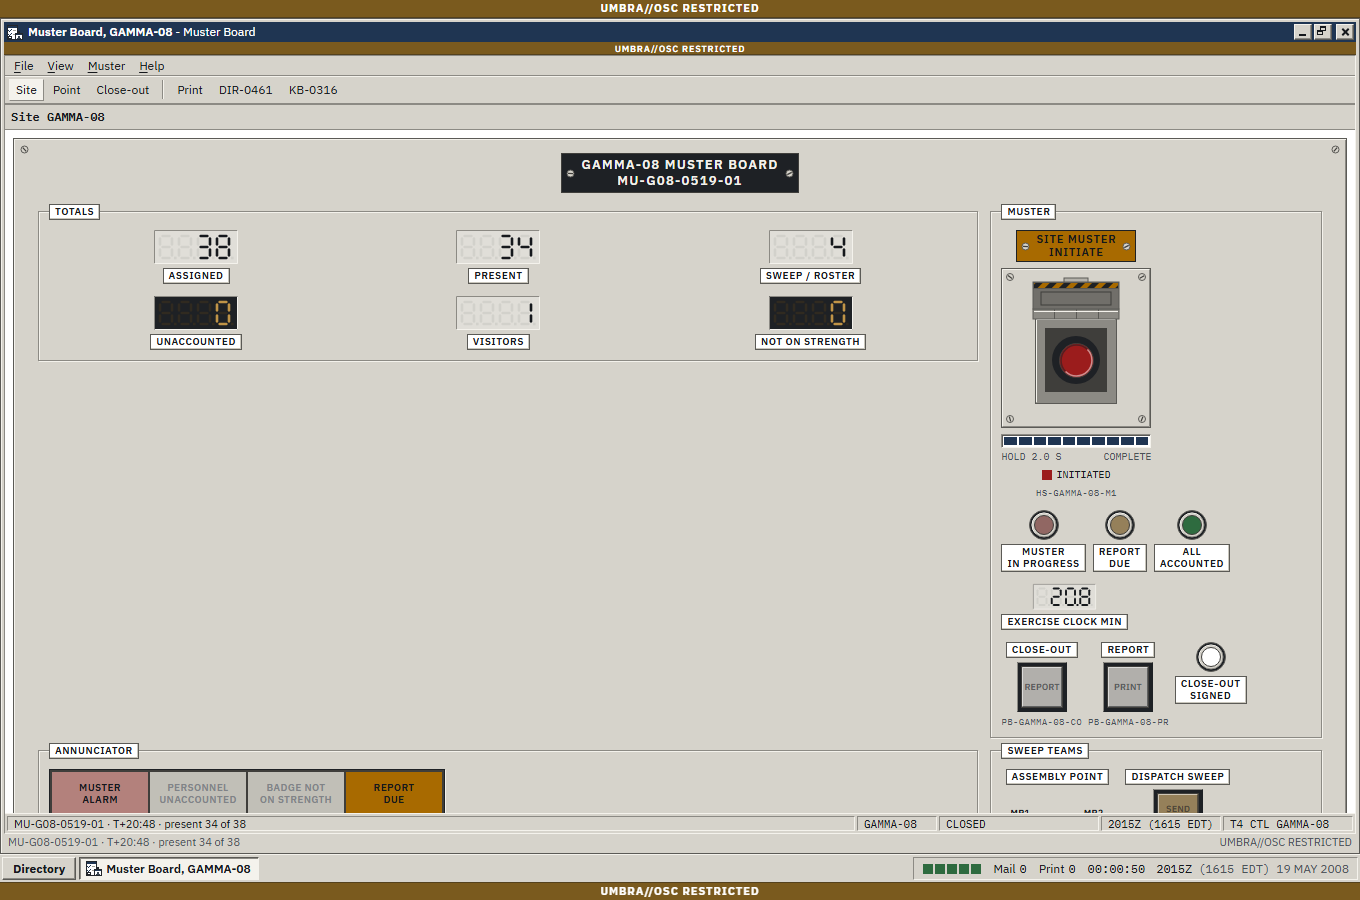 UMBRA//OSC RESTRICTED
Muster Board, GAMMA-08 - Muster Board
UMBRA//OSC RESTRICTED
File View Muster Help
Site Point Close-out Print DIR-0461 KB-0316
Site GAMMA-08
GAMMA-08 MUSTER BOARD
MU-G08-0519-01
TOTALS
38 34 4
ASSIGNED PRESENT SWEEP / ROSTER
0 1 0
UNACCOUNTED VISITORS NOT ON STRENGTH
MUSTER
SITE MUSTER
INITIATE
HOLD 2.0 S COMPLETE
INITIATED
HS-GAMMA-08-M1
MUSTER
IN PROGRESS
REPORT
DUE
ALL
ACCOUNTED
20.8
EXERCISE CLOCK MIN
CLOSE-OUT REPORT
REPORT PRINT
CLOSE-OUT
SIGNED
PB-GAMMA-08-CO PB-GAMMA-08-PR
ANNUNCIATOR
MUSTER
ALARM
PERSONNEL
UNACCOUNTED
BADGE NOT
ON STRENGTH
REPORT
DUE
SWEEP TEAMS
ASSEMBLY POINT DISPATCH SWEEP
MP1 MP2 SEND
MU-G08-0519-01 · T+20:48 · present 34 of 38 GAMMA-08 CLOSED 2015Z (1615 EDT) T4 CTL GAMMA-08
MU-G08-0519-01 · T+20:48 · present 34 of 38 UMBRA//OSC RESTRICTED
Directory Muster Board, GAMMA-08 Mail 0 Print 0 00:00:50 2015Z (1615 EDT) 19 MAY 2008
UMBRA//OSC RESTRICTED